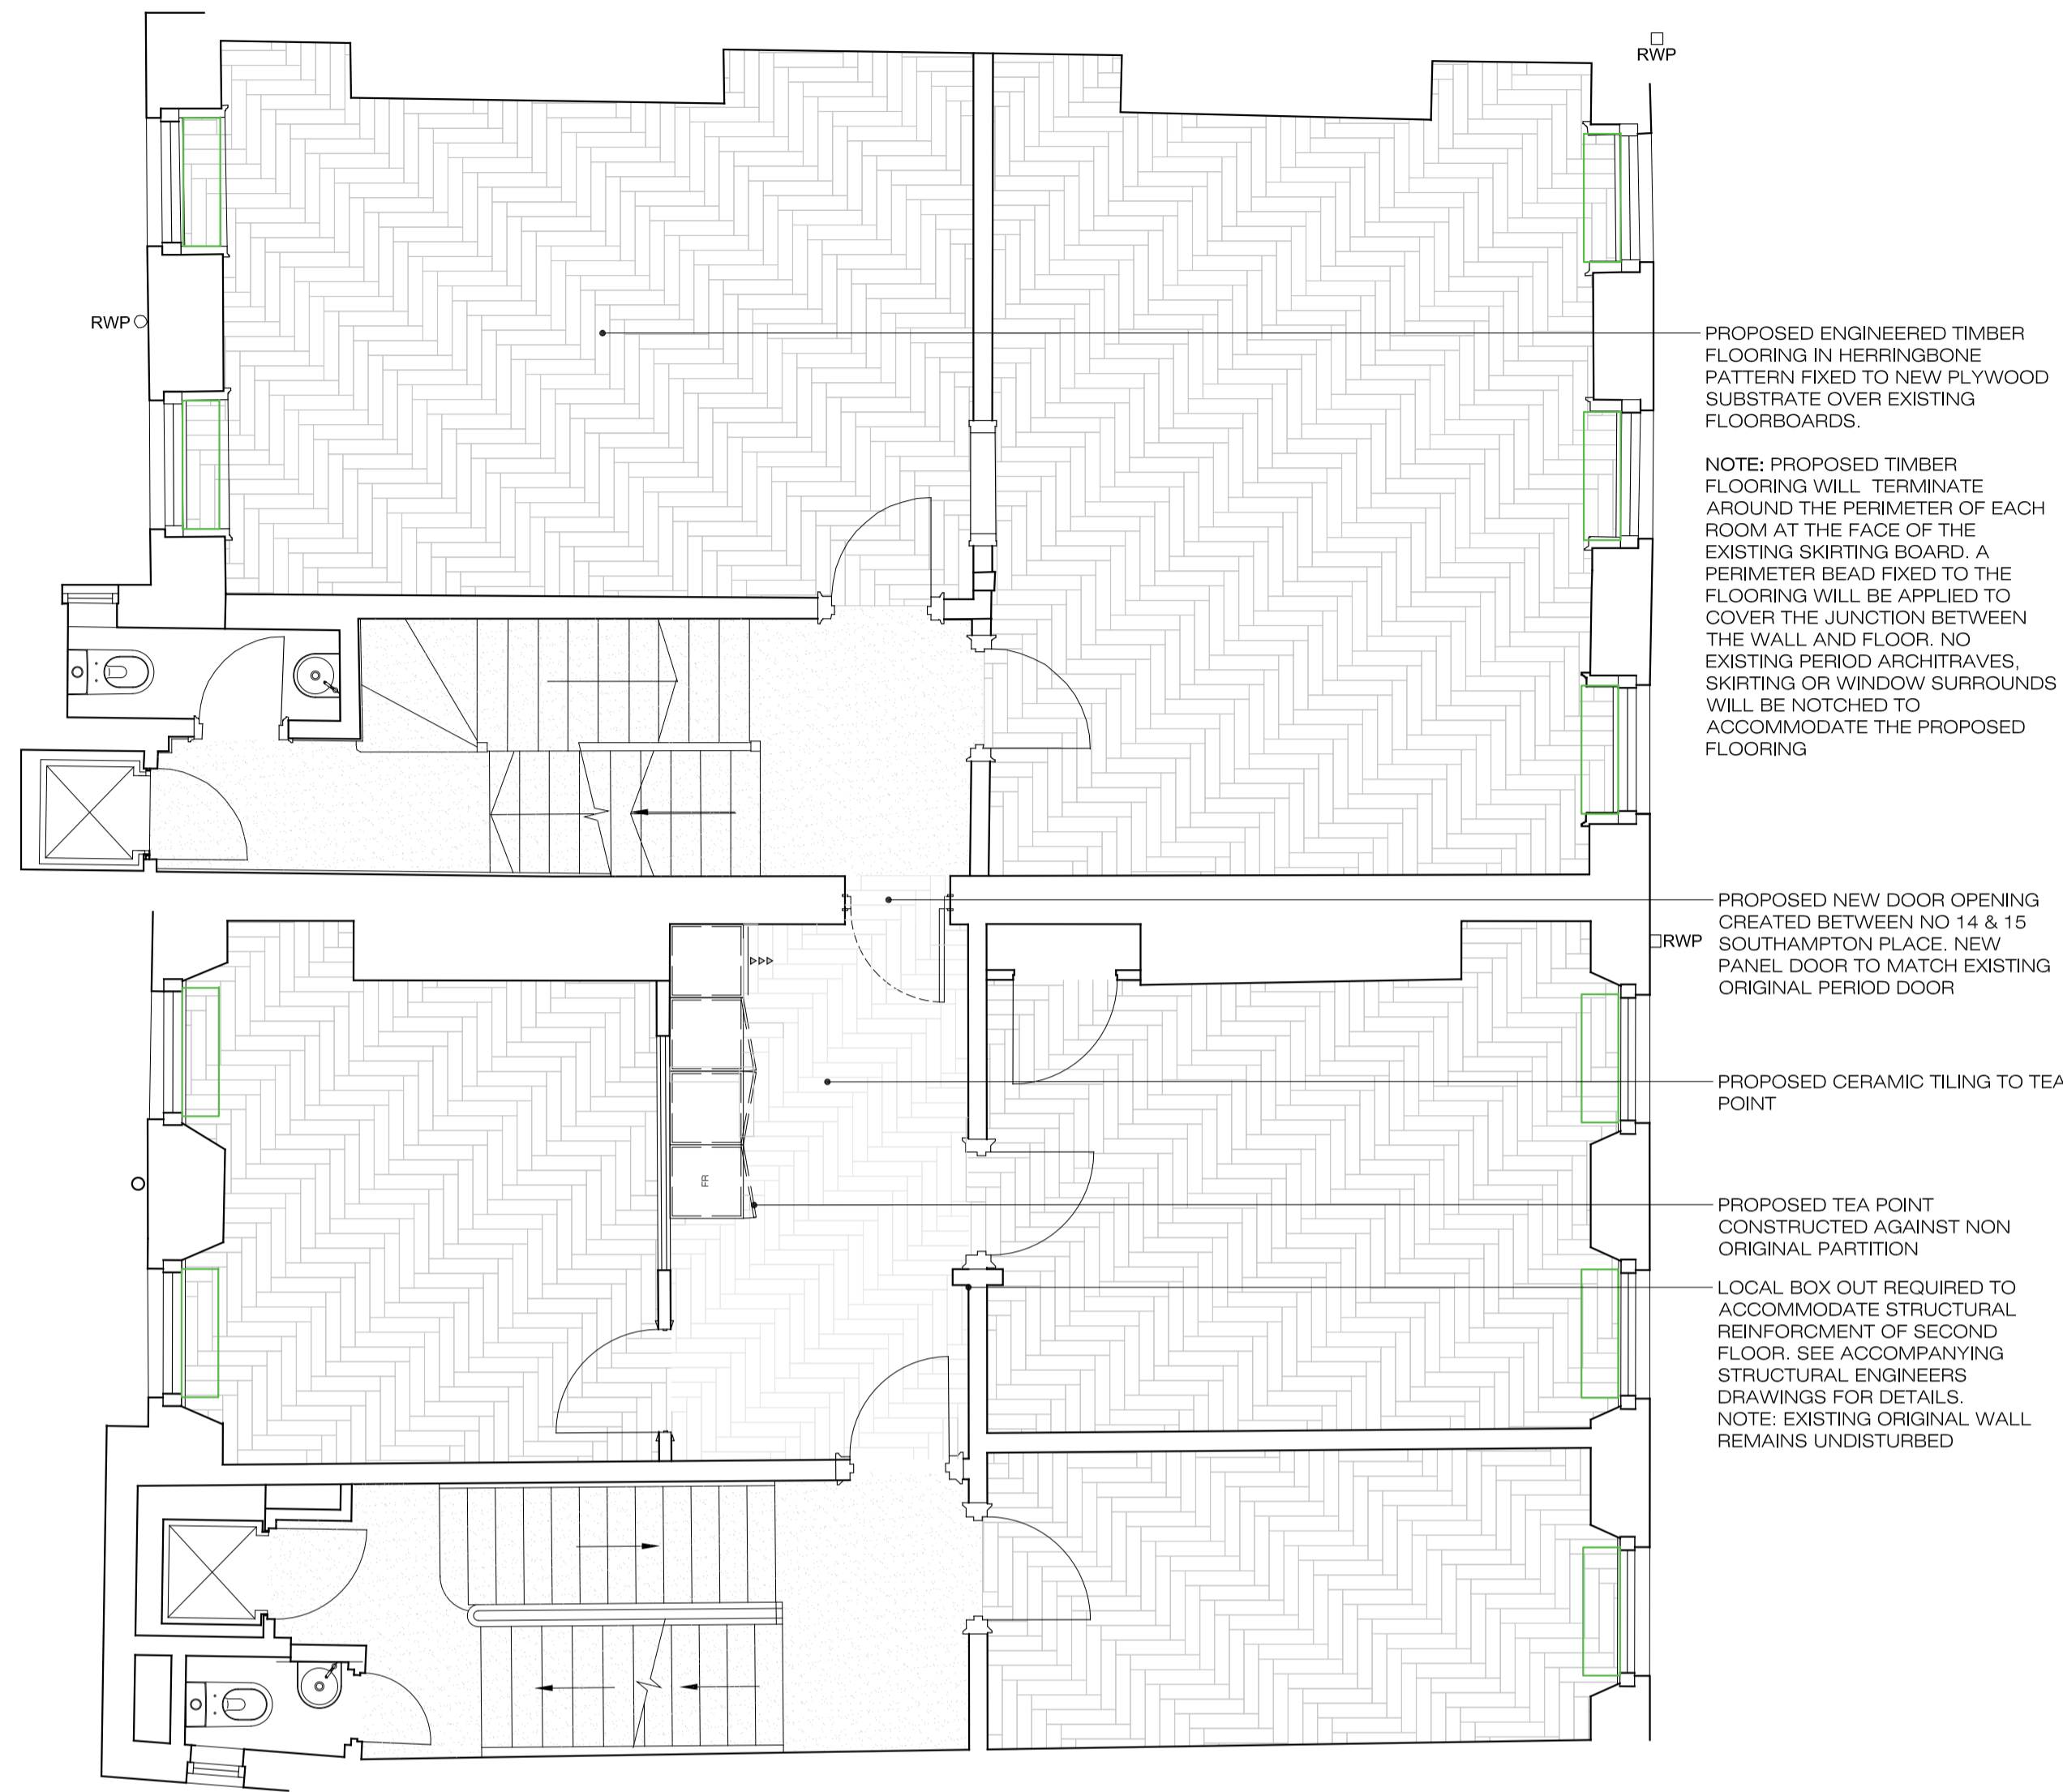 RWP
RWP
PROPOSED ENGINEERED TIMBER
FLOORING IN HERRINGBONE
PATTERN FIXED TO NEW PLYWOOD
SUBSTRATE OVER EXISTING
FLOORBOARDS.
NOTE: PROPOSED TIMBER
FLOORING WILL TERMINATE
AROUND THE PERIMETER OF EACH
ROOM AT THE FACE OF THE
EXISTING SKIRTING BOARD. A
PERIMETER BEAD FIXED TO THE
FLOORING WILL BE APPLIED TO
COVER THE JUNCTION BETWEEN
THE WALL AND FLOOR. NO
EXISTING PERIOD ARCHITRAVES,
SKIRTING OR WINDOW SURROUNDS
WILL BE NOTCHED TO
ACCOMMODATE THE PROPOSED
FLOORING
PROPOSED NEW DOOR OPENING
CREATED BETWEEN NO 14 & 15
SOUTHAMPTON PLACE. NEW
PANEL DOOR TO MATCH EXISTING
ORIGINAL PERIOD DOOR
RWP
PROPOSED CERAMIC TILING TO TEA
POINT
FR
PROPOSED TEA POINT
CONSTRUCTED AGAINST NON
ORIGINAL PARTITION
LOCAL BOX OUT REQUIRED TO
ACCOMMODATE STRUCTURAL
REINFORCMENT OF SECOND
FLOOR. SEE ACCOMPANYING
STRUCTURAL ENGINEERS
DRAWINGS FOR DETAILS.
NOTE: EXISTING ORIGINAL WALL
REMAINS UNDISTURBED